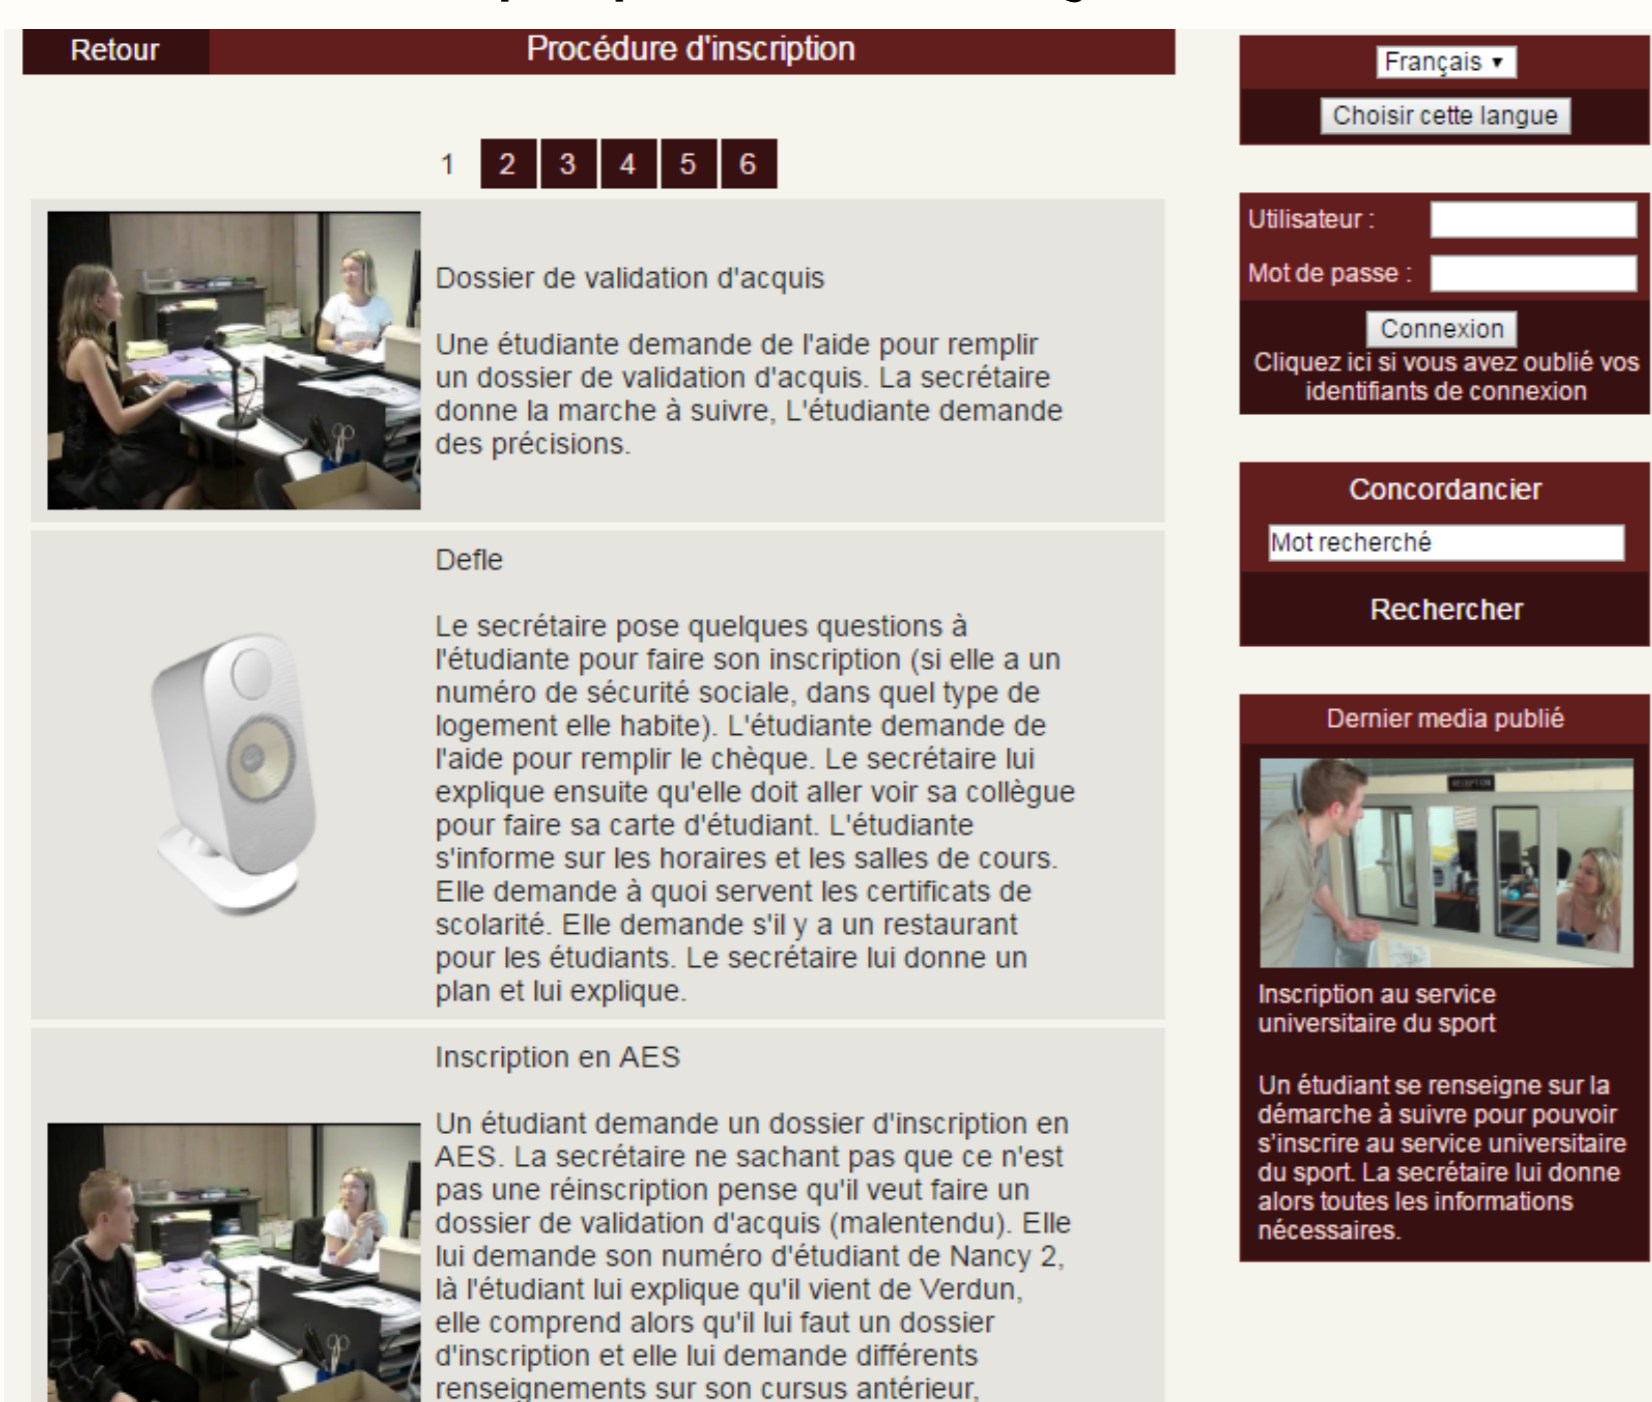 Retour
Procédure d'inscription
1 2 3 4 5 6
Dossier de validation d'acquis
Une étudiante demande de l'aide pour remplir
un dossier de validation d'acquis. La secrétaire
donne la marche à suivre, L'étudiante demande
des précisions.
Defle
Le secrétaire pose quelques questions à
l'étudiante pour faire son inscription (si elle a un
numéro de sécurité sociale, dans quel type de
logement elle habite). L'étudiante demande de
l'aide pour remplir le chèque. Le secrétaire lui
explique ensuite qu'elle doit aller voir sa collègue
pour faire sa carte d'étudiant. L'étudiante
s'informe sur les horaires et les salles de cours.
Elle demande à quoi servent les certificats de
scolarité. Elle demande s'il y a un restaurant
pour les étudiants. Le secrétaire lui donne un
plan et lui explique.
Inscription en AES
Un étudiant demande un dossier d'inscription en
AES. La secrétaire ne sachant pas que ce n'est
pas une réinscription pense qu'il veut faire un
dossier de validation d'acquis (malentendu). Elle
lui demande son numéro d'étudiant de Nancy 2,
là l'étudiant lui explique qu'il vient de Verdun,
elle comprend alors qu'il lui faut un dossier
d'inscription et elle lui demande différents
renseignements sur son cursus antérieur,
Français
Choisir cette langue
Utilisateur :
Mot de passe :
Connexion
Cliquez ici si vous avez oublié vos
identifiants de connexion
Concordancier
Mot recherché
Rechercher
Dernier media publié
RECEPTION
Inscription au service
universitaire du sport
Un étudiant se renseigne sur la
démarche à suivre pour pouvoir
s'inscrire au service universitaire
du sport. La secrétaire lui donne
alors toutes les informations
nécessaires.